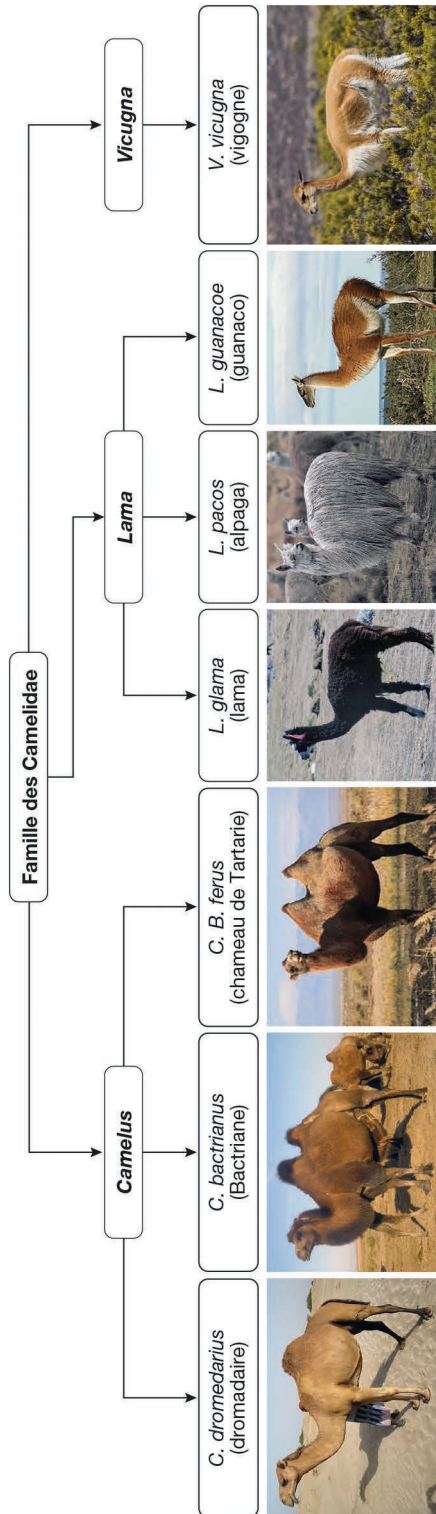 Famille des Camelidae
Camelus
Lama
Vicugna
C. dromedarius
(dromadaire)
C. bactrianus
(Bactriane)
C. B. ferus
(chameau de Tartarie)
L. glama
(lama)
L. pacos
(alpaga)
L. guanacoe
(guanaco)
V. vicugna
(vigogne)